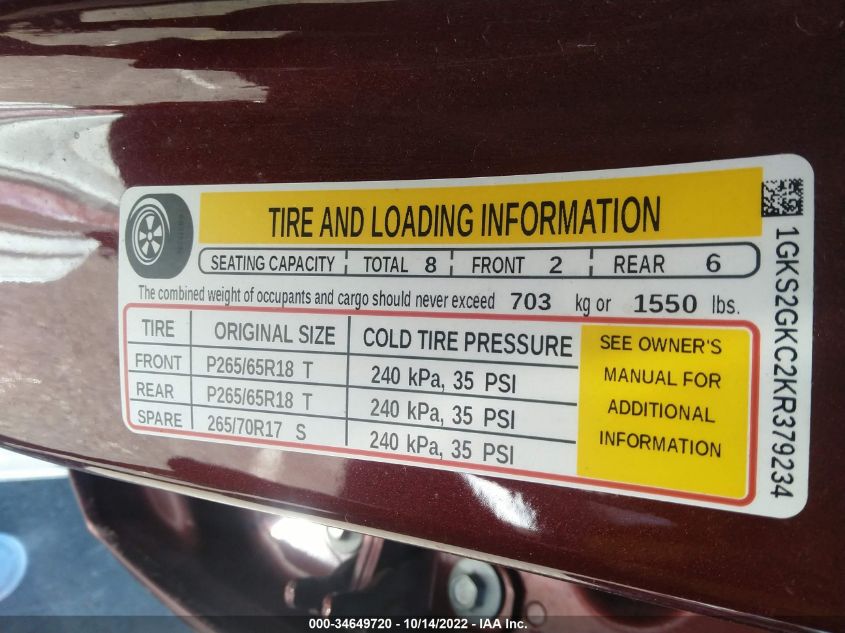 TIRE AND LOADING INFORMATION
SEATING CAPACITY TOTAL 8 FRONT 2 REAR 6
The combined weight of occupants and cargo should never exceed 703 kg or 1550 lbs.
TIRE ORIGINAL SIZE COLD TIRE PRESSURE
FRONT P265/65R18 T 240 kPa, 35 PSI
REAR P265/65R18 T 240 kPa, 35 PSI
SPARE 265/70R17 S 240 kPa, 35 PSI
SEE OWNER'S
MANUAL FOR
ADDITIONAL
INFORMATION
1GKS2GKC2KR379234
000-34649720 - 10/14/2022 - IAA Inc.